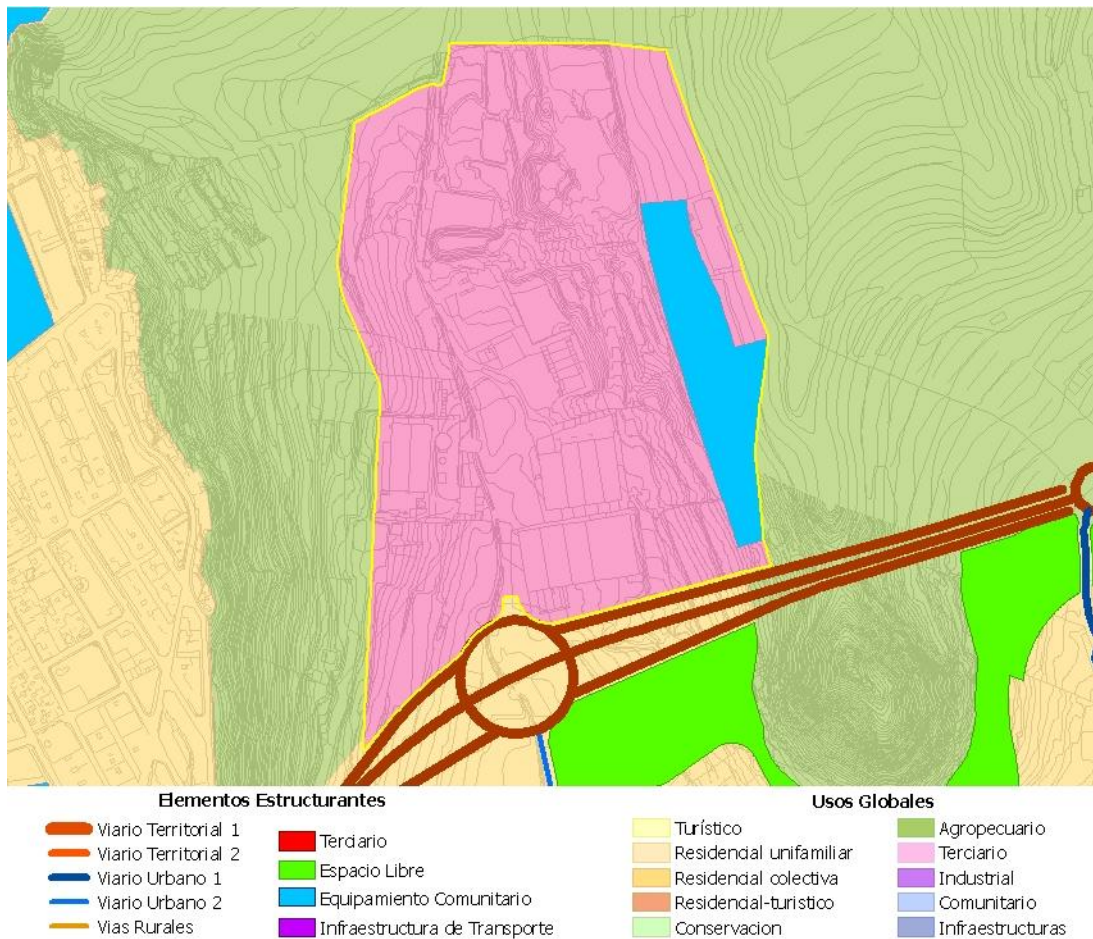 Elementos Estructurantes
Viario Territorial 1
Viario Territorial 2
Viario Urbano 1
Viario Urbano 2
Vias Rurales
Terciario
Espacio Libre
Equipamiento Comunitario
Infraestructura de Transporte
Usos Globales
Turístico
Residencial unifamiliar
Residencial colectiva
Residencial-turistico
Conservacion
Agropecuario
Terciario
Industrial
Comunitario
Infraestructuras